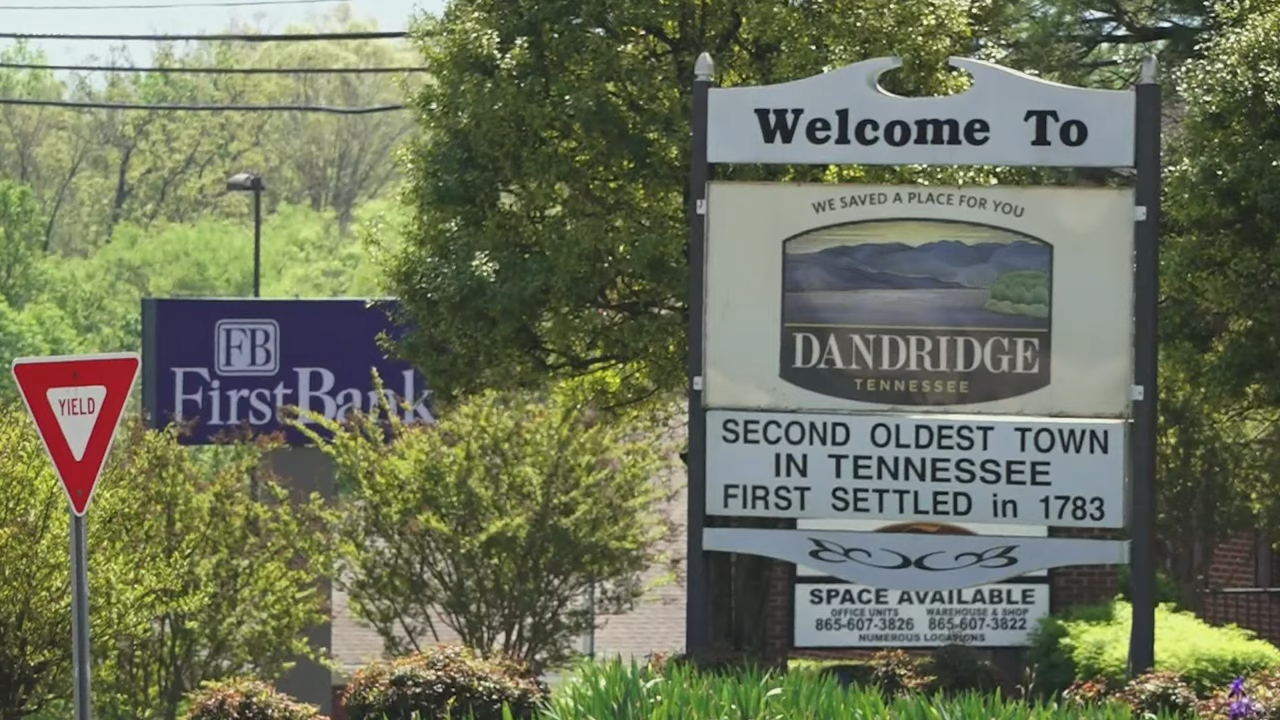 Welcome To
WE SAVED A PLACE FOR YOU
DANDRIDGE
TENNESSEE
SECOND OLDEST TOWN
IN TENNESSEE
FIRST SETTLED in 1783
SPACE AVAILABLE
OFFICE UNITS WAREHOUSE & SHOP
865-607-3826 865-607-3822
NUMEROUS LOCATIONS
FB
FirstBank
YIELD